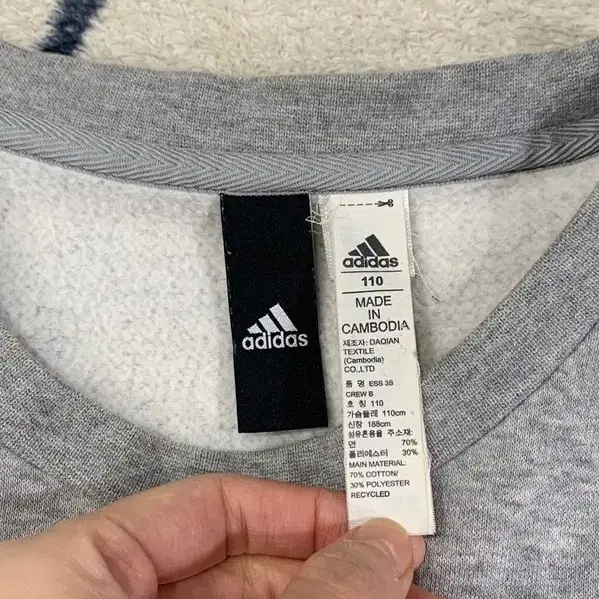 adidas
adidas
110
MADE
IN
CAMBODIA
제조자: DAQIAN
TEXTILE
(Cambodia)
CO.,LTD
품 명 ESS 3S
CREW B
호 칭 110
가슴둘레 110cm
신장 188cm
섬유혼용율 주소재:
면 70%
폴리에스터 30%
MAIN MATERIAL:
70% COTTON/
30% POLYESTER
RECYCLED